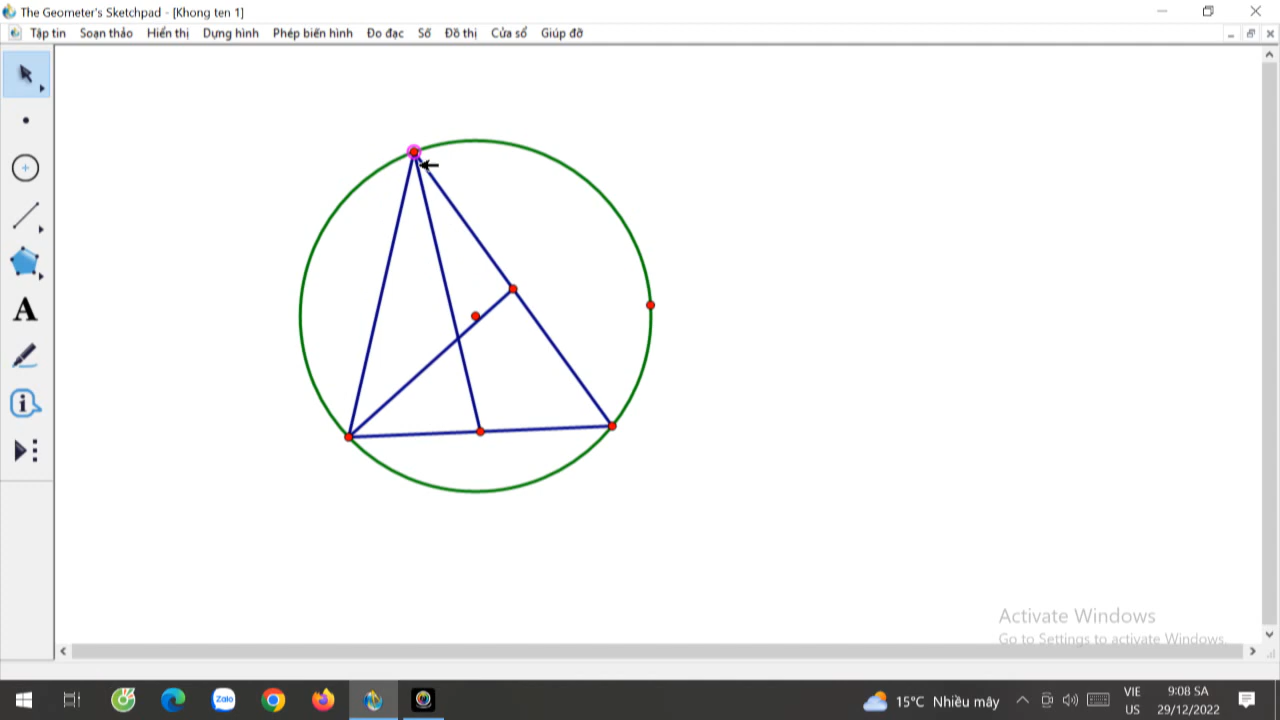 The Geometer's Sketchpad - [Khong ten 1]
Tập tin Soạn thảo Hiển thị Dựng hình Phép biến hình Đo đạc Số Đồ thị Cửa sổ Giúp đỡ
A
Activate Windows
Go to Settings to activate Windows.
Zalo
15°C Nhiều mây
VIE
US
9:08 SA
29/12/2022